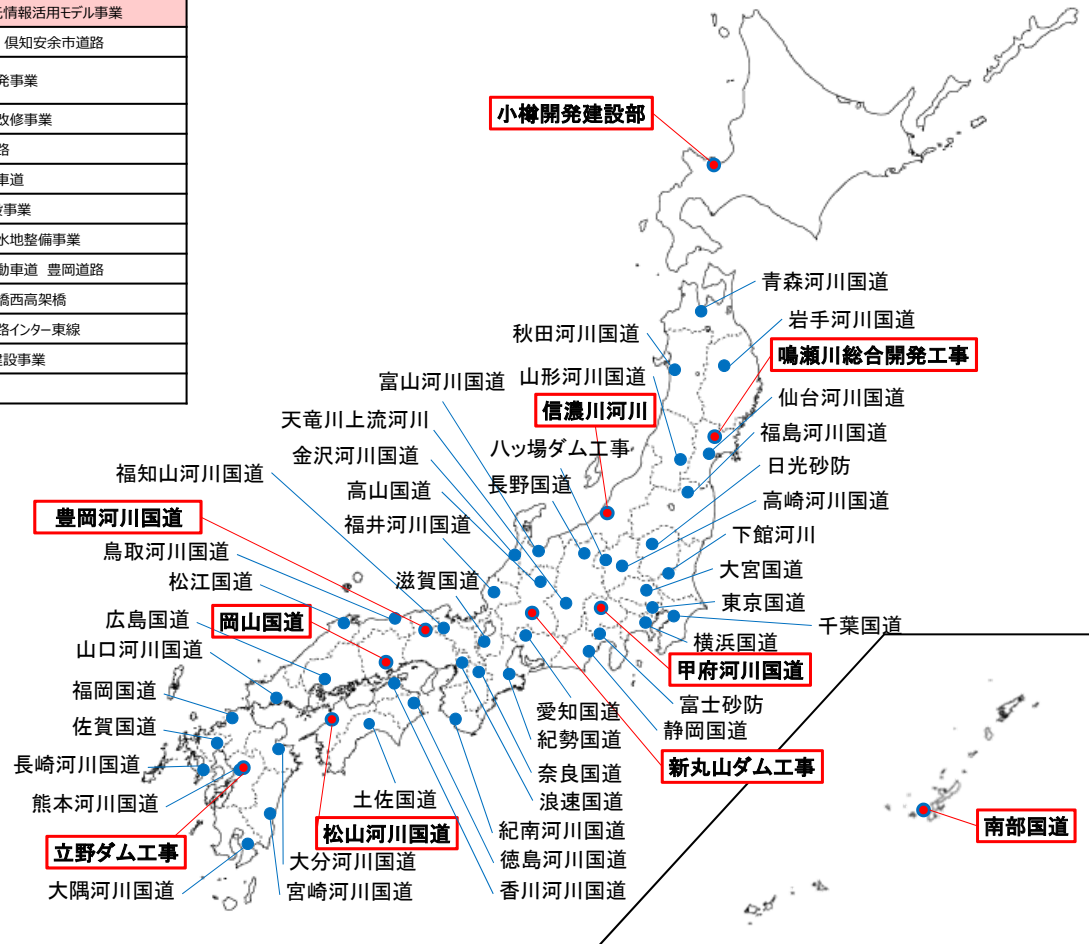 元情報活用モデル事業
倶知安余市道路
発事業
改修事業
路
車道
事業
水地整備事業
動車道 豊岡道路
橋西高架橋
路インター東線
建設事業
小樽開発建設部
青森河川国道
岩手河川国道
秋田河川国道
鳴瀬川総合開発工事
富山河川国道
山形河川国道
仙台河川国道
信濃川河川
天竜川上流河川
福島河川国道
八ッ場ダム工事
金沢河川国道
日光砂防
福知山河川国道
高山国道
長野国道
高崎河川国道
豊岡河川国道
福井河川国道
下館河川
鳥取河川国道
滋賀国道
大宮国道
松江国道
東京国道
広島国道
岡山国道
千葉国道
横浜国道
山口河川国道
甲府河川国道
福岡国道
富士砂防
愛知国道
佐賀国道
静岡国道
紀勢国道
長崎河川国道
新丸山ダム工事
奈良国道
熊本河川国道
土佐国道
浪速国道
松山河川国道
紀南河川国道
南部国道
立野ダム工事
大分河川国道
徳島河川国道
大隅河川国道
宮崎河川国道
香川河川国道